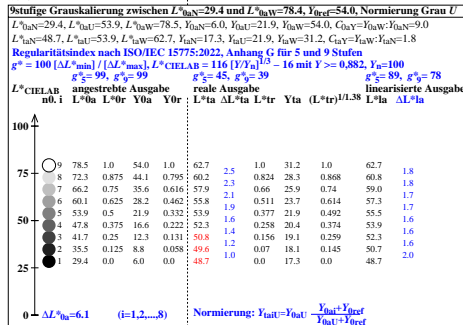 9stufige Grauskalierung zwischen L*0aN=29.4 und L*0aW=78.4, Y0ref=54.0, Normierung Grau U
L*0aN=29.4, L*0aU=53.9, L*0aW=78.5, Y0aN=6.0, Y0aU=21.9, Y0aW=54.0, C0aY=Y0aW:Y0aN=9.0
L*taN=48.7, L*taU=53.9, L*taW=62.7, YtaN=17.3, YtaU=21.9, YtaW=31.2, CtaY=YtaW:YtaN=1.8
Regularitätsindex nach ISO/IEC 15775:2022, Anhang G für 5 und 9 Stufen
g* = 100 [ΔL*min] / [ΔL*max], L*CIELAB = 116 [Y/Yn]1/3 - 16 mit Y >= 0,882, Yn=100
g*5=99, g*9=99 g*5=45, g*9=39 g*5=89, g*9=78
L*CIELAB angestrebte Ausgabe reale Ausgabe linearisierte Ausgabe
n0. i L*0a L*0r Y0a Y0r L*ta ΔL*ta L*tr Yta (L*tr)1/1.38 L*la ΔL*la
100
9 78.5 1.0 54.0 1.0 62.7 1.0 31.2 1.0 62.7
2.5 1.8
8 72.3 0.875 44.1 0.795 60.2 0.824 28.3 0.868 60.8
2.3 1.8
75
7 66.2 0.75 35.6 0.616 57.9 0.66 25.9 0.74 59.0
2.1 1.7
6 60.1 0.625 28.2 0.462 55.8 0.511 23.7 0.614 57.3
1.9 1.7
5 53.9 0.5 21.9 0.332 53.9 0.377 21.9 0.492 55.5
1.6 1.6
50
4 47.8 0.375 16.6 0.222 52.3 0.258 20.4 0.374 53.9
1.4 1.6
3 41.7 0.25 12.3 0.131 50.8 0.156 19.1 0.259 52.3
1.2 1.6
2 35.5 0.125 8.8 0.058 49.6 0.07 18.1 0.145 50.7
1.0 2.0
1 29.4 0.0 6.0 0.0 48.7 0.0 17.3 0.0 48.7
25
0
ΔL*0a=6.1 (i=1,2,...,8) Normierung: YtaiU=Y0aU Y0ai+Y0ref
Y0aU+Y0ref